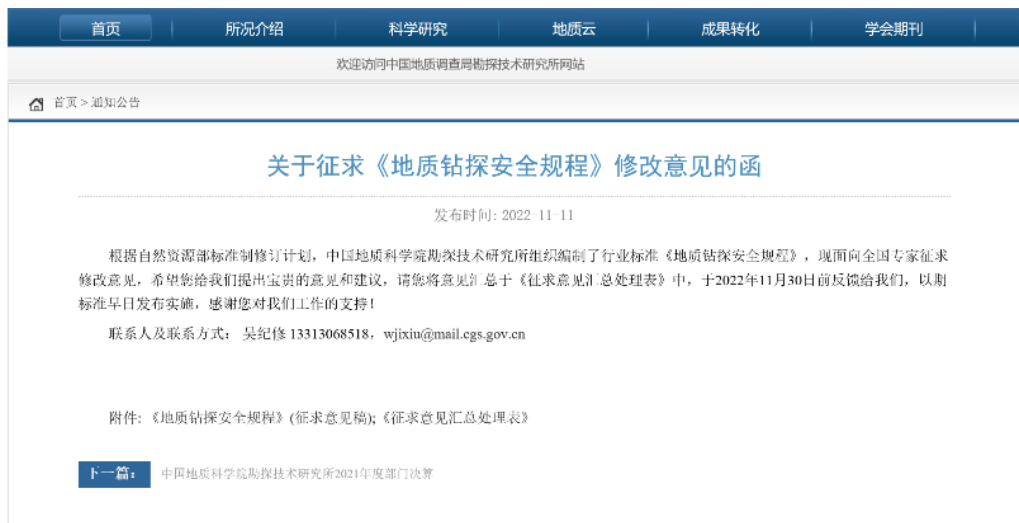 首页 所况介绍 科学研究 地质云 成果转化 学会期刊
欢迎访问中国地质调查局勘探技术研究所网站
首页 > 通知公告
关于征求《地质钻探安全规程》修改意见的函
发布时间: 2022-11-11
根据自然资源部标准制修订计划，中国地质科学院勘探技术研究所组织编制了行业标准《地质钻探安全规程》，现面向全国专家征求
修改意见，希望您给我们提出宝贵的意见和建议，请您将意见汇总于《征求意见汇总处理表》中，于2022年11月30日前反馈给我们，以期
标准早日发布实施，感谢您对我们工作的支持！
联系人及联系方式： 吴纪修 13313068518，wjixiu@mail.cgs.gov.cn
附件: 《地质钻探安全规程》(征求意见稿);《征求意见汇总处理表》
下一篇： 中国地质科学院勘探技术研究所2021年度部门决算